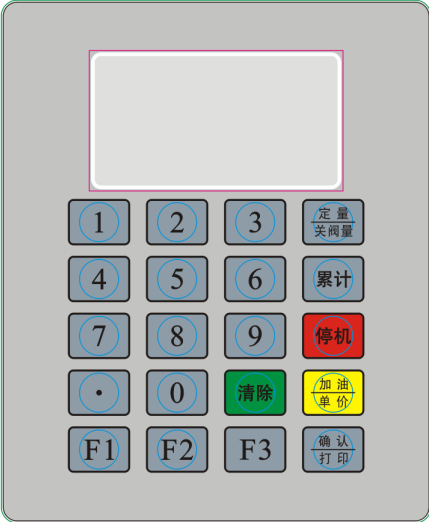 1 2 3 定量
关阀量
4 5 6 累计
7 8 9 停机
· 0 清除 加油
单价
F1 F2 F3 确认
打印